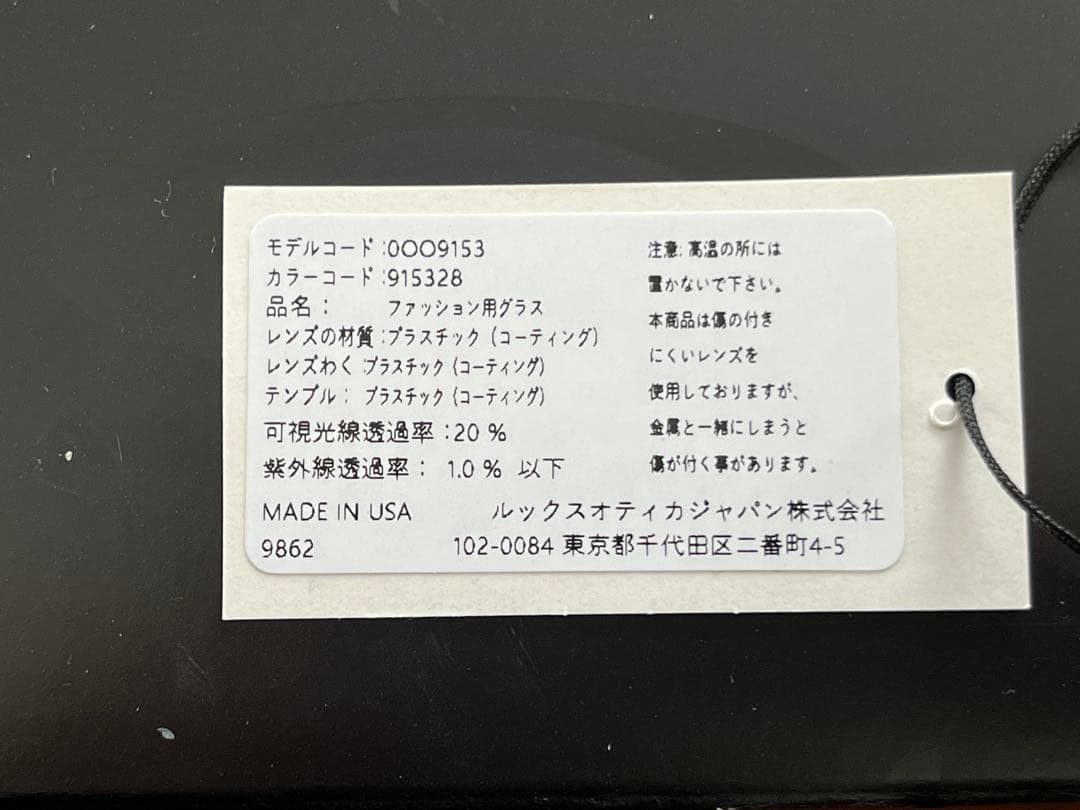 モデルコード:0OO9153
カラーコード:915328
品名: ファッション用グラス
レンズの材質:プラスチック (コーティング)
レンズわく:プラスチック (コーティング)
テンプル: プラスチック (コーティング)
可視光線透過率:20 %
紫外線透過率: 1.0 % 以下
注意: 高温の所には
置かないで下さい。
本商品は傷の付き
にくいレンズを
使用しておりますが、
金属と一緒にしまうと
傷が付く事があります。
MADE IN USA ルックスオティカジャパン株式会社
9862 102-0084 東京都千代田区二番町4-5